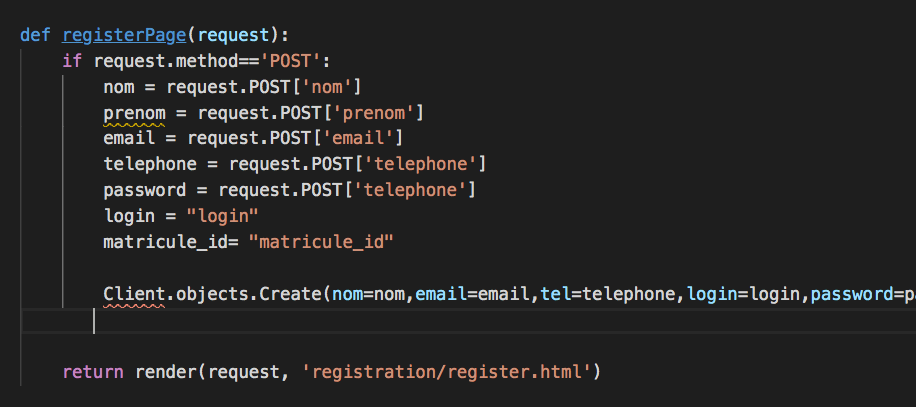 def registerPage(request):
if request.method=='POST':
nom = request.POST['nom']
prenom = request.POST['prenom']
email = request.POST['email']
telephone = request.POST['telephone']
password = request.POST['telephone']
login = "login"
matricule_id= "matricule_id"
Client.objects.Create(nom=nom,email=email,tel=telephone,login=login,password=
return render(request, 'registration/register.html')